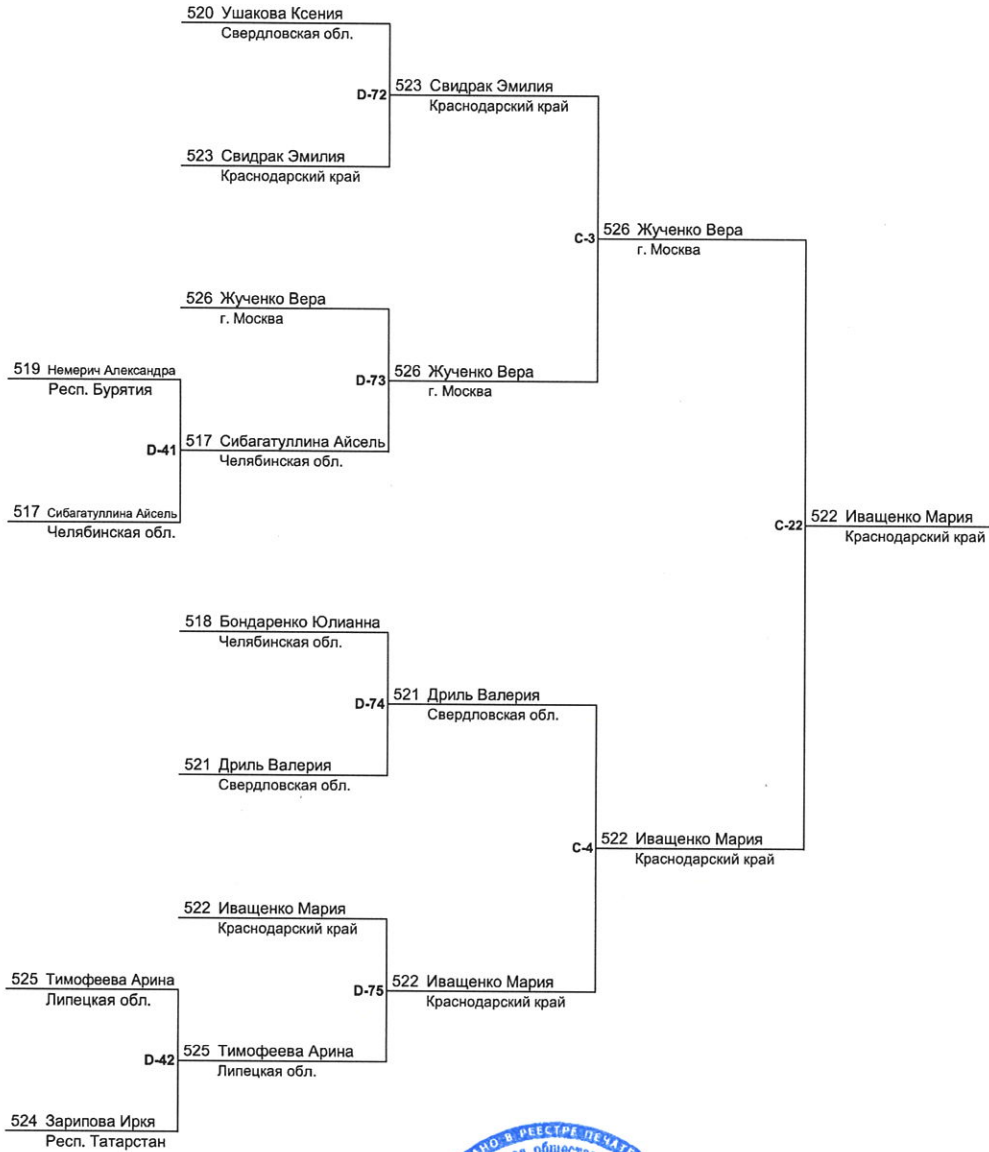 520 Ушакова Ксения
Свердловская обл.
D-72
523 Свидрак Эмилия
Краснодарский край
523 Свидрак Эмилия
Краснодарский край
C-3
526 Жученко Вера
г. Москва
526 Жученко Вера
г. Москва
519 Немерич Александра
Респ. Бурятия
D-73
526 Жученко Вера
г. Москва
D-41
517 Сибагатуллина Айсель
Челябинская обл.
517 Сибагатуллина Айсель
Челябинская обл.
C-22
522 Иващенко Мария
Краснодарский край
518 Бондаренко Юлианна
Челябинская обл.
D-74
521 Дриль Валерия
Свердловская обл.
521 Дриль Валерия
Свердловская обл.
C-4
522 Иващенко Мария
Краснодарский край
522 Иващенко Мария
Краснодарский край
525 Тимофеева Арина
Липецкая обл.
D-75
522 Иващенко Мария
Краснодарский край
D-42
525 Тимофеева Арина
Липецкая обл.
524 Зарипова Иркя
Респ. Татарстан
В РЕЕСТРЕ